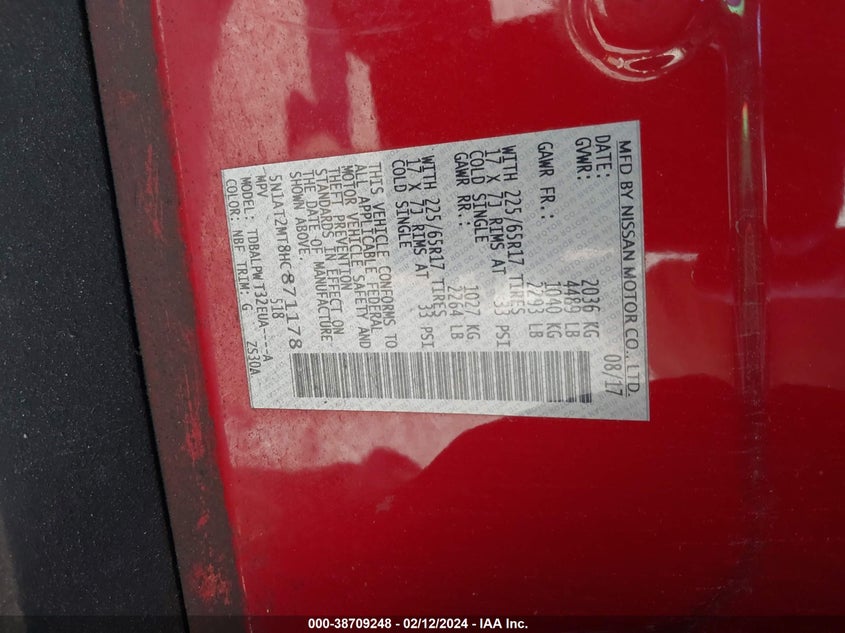 MFD BY NISSAN MOTOR CO., LTD.
DATE: 08/17
GVWR: 2036 KG
4489 LB
GAWR FR.: 1040 KG
2293 LB
WITH 225/65R17 TIRES
17 X 7J RIMS AT 33 PSI
COLD SINGLE
GAWR RR.: 1027 KG
2264 LB
WITH 225/65R17 TIRES
17 X 7J RIMS AT 33 PSI
COLD SINGLE
THIS VEHICLE CONFORMS TO
ALL APPLICABLE FEDERAL
MOTOR VEHICLE SAFETY AND
THEFT PREVENTION
STANDARDS IN EFFECT ON
THE DATE OF MANUFACTURE
SHOWN ABOVE.
5N1AT2MT8HC871178
MPV 518
MODEL: TDBALPW T32EUA----A
COLOR: NBF TRIM: G ZS30A
000-38709248 - 02/12/2024 - IAA Inc.